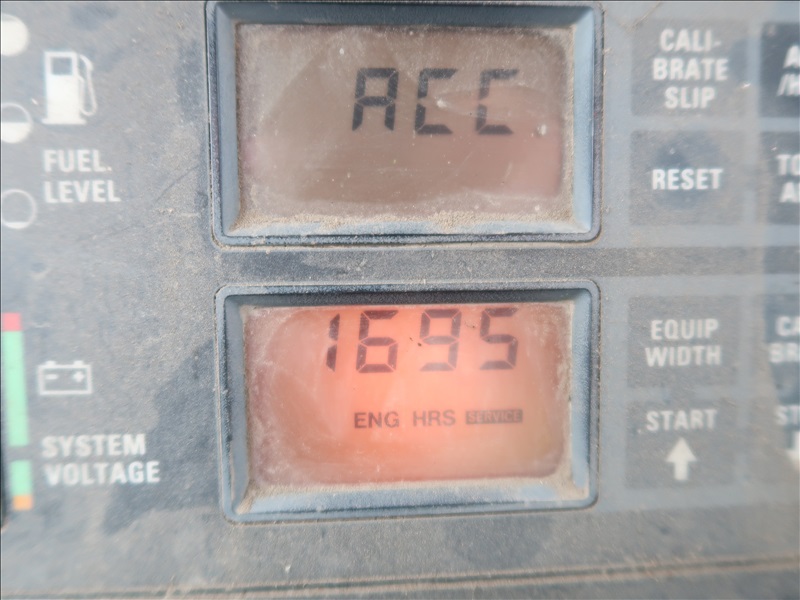 ACC
CALI-
BRATE
SLIP
FUEL
LEVEL
RESET
1695
ENG HRS SERVICE
EQUIP
WIDTH
START
SYSTEM
VOLTAGE